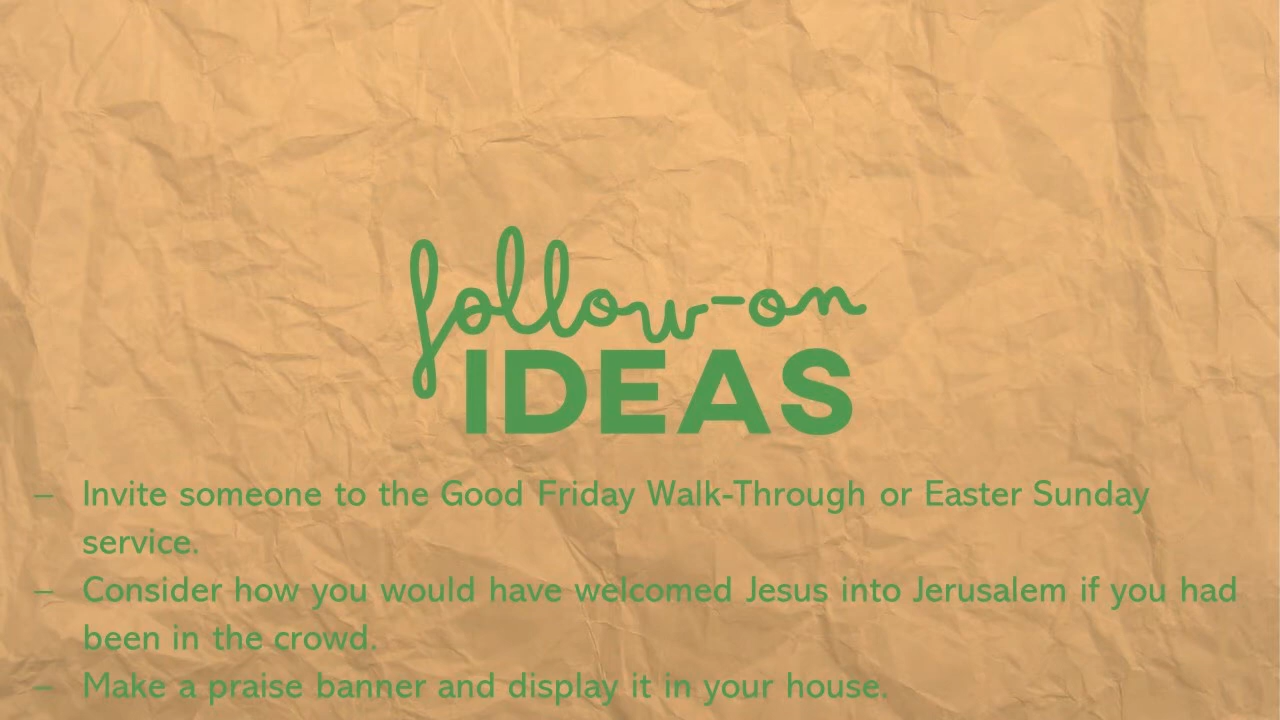 follow-on
IDEAS
– Invite someone to the Good Friday Walk-Through or Easter Sunday
service.
– Consider how you would have welcomed Jesus into Jerusalem if you had
been in the crowd.
– Make a praise banner and display it in your house.